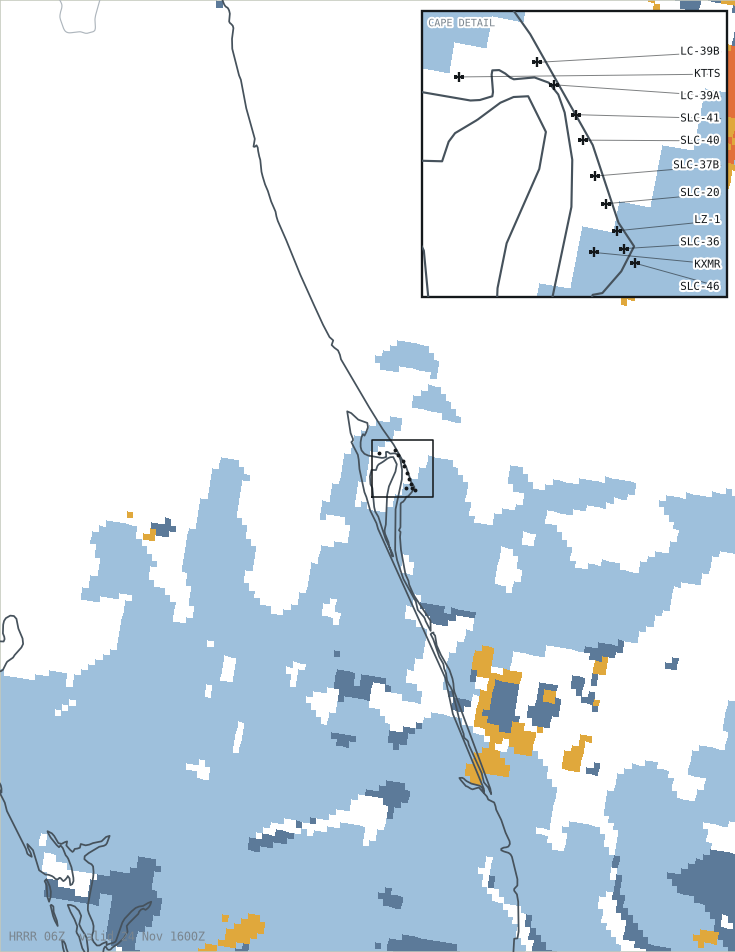 CAPE DETAIL
LC-39B
KTTS
LC-39A
SLC-41
SLC-40
SLC-37B
SLC-20
LZ-1
SLC-36
KXMR
SLC-46
HRRR 06Z Nov 1600Z